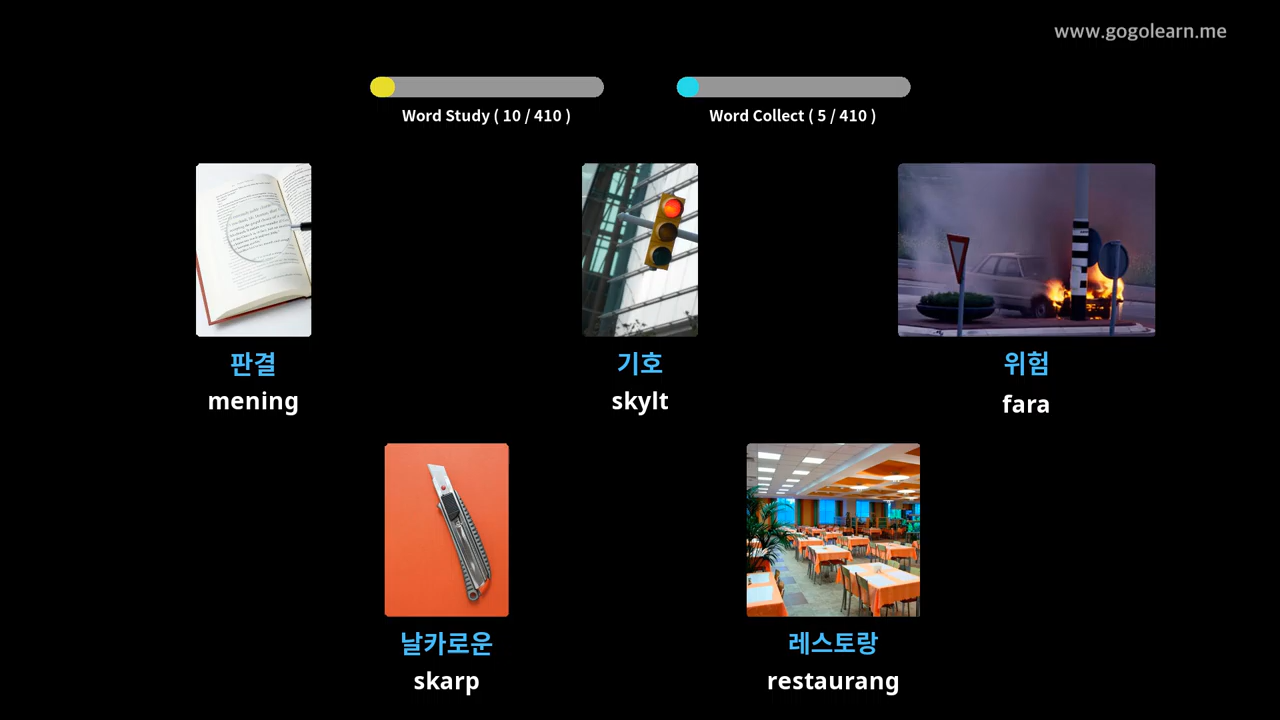 www.gogolearn.me
Word Study ( 10 / 410 )
Word Collect ( 5 / 410 )
판결
mening
기호
skylt
위험
fara
날카로운
skarp
레스토랑
restaurang